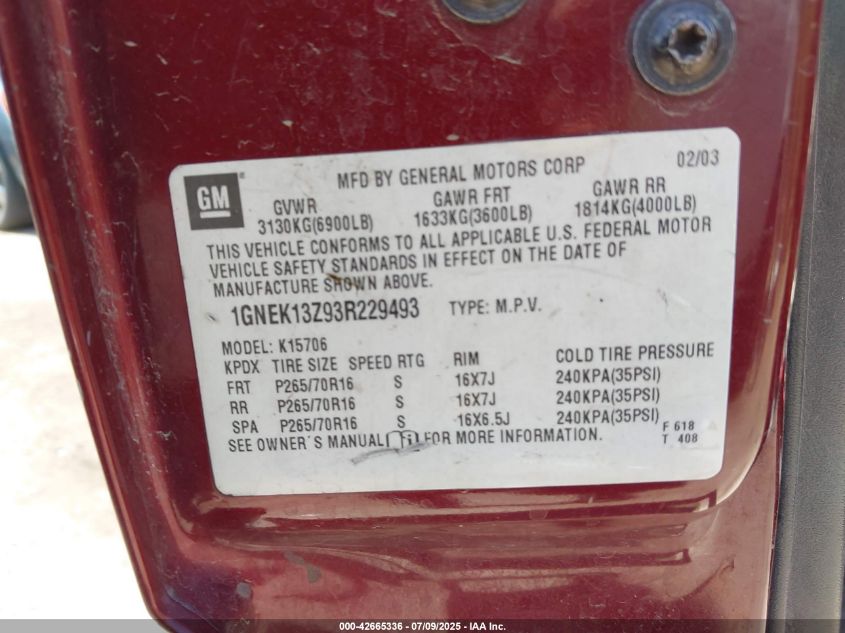 GM
MFD BY GENERAL MOTORS CORP 02/03
GVWR GAWR FRT GAWR RR
3130KG(6900LB) 1633KG(3600LB) 1814KG(4000LB)
THIS VEHICLE CONFORMS TO ALL APPLICABLE U.S. FEDERAL MOTOR
VEHICLE SAFETY STANDARDS IN EFFECT ON THE DATE OF
MANUFACTURE SHOWN ABOVE.
1GNEK13Z93R229493 TYPE: M.P.V.
MODEL: K15706
KPDX TIRE SIZE SPEED RTG RIM COLD TIRE PRESSURE
FRT P265/70R16 S 16X7J 240KPA(35PSI)
RR P265/70R16 S 16X7J 240KPA(35PSI)
SPA P265/70R16 S 16X6.5J 240KPA(35PSI)
SEE OWNER'S MANUAL FOR MORE INFORMATION.
F 618
T 408
000-42665336 | 07/09/2025 - IAA Inc.